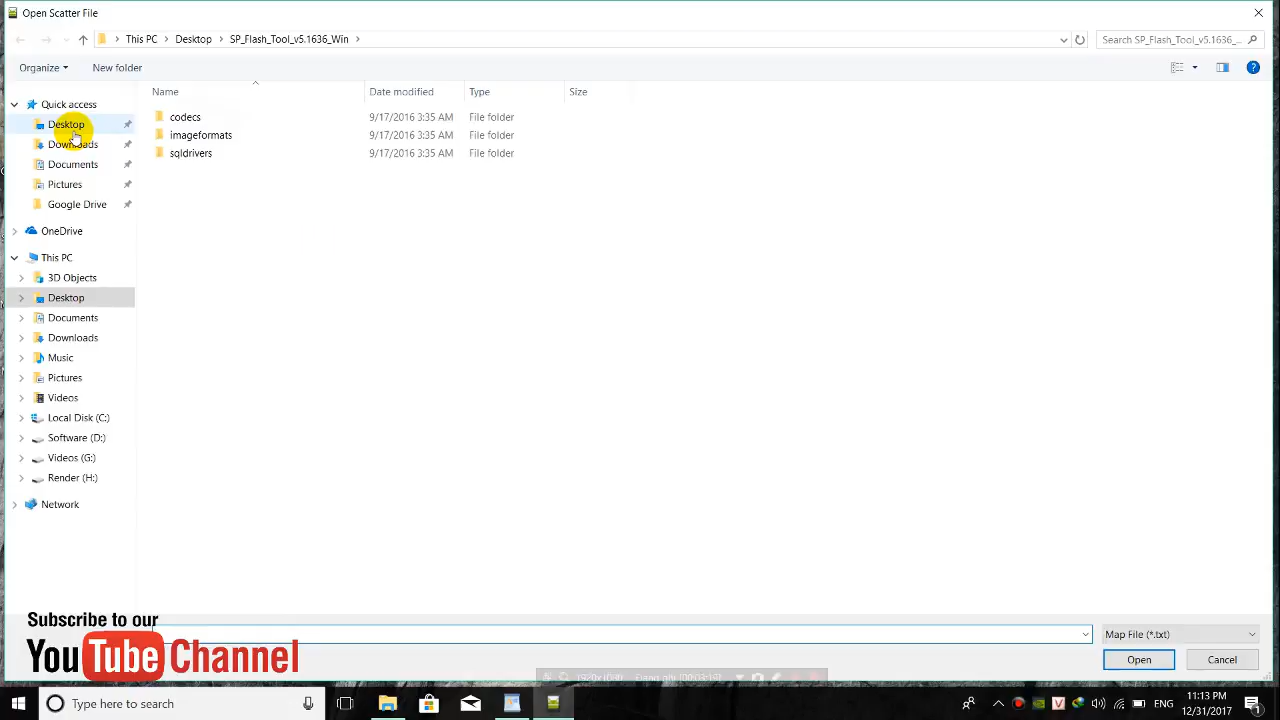 Open Scatter File
This PC > Desktop > SP_Flash_Tool_v5.1636_Win >
Search SP_Flash_Tool_v5.1636_...
Organize
New folder
Name
Date modified
Type
Size
codecs 9/17/2016 3:35 AM File folder
imageformats 9/17/2016 3:35 AM File folder
sqldrivers 9/17/2016 3:35 AM File folder
Quick access
Desktop
Downloads
Documents
Pictures
Google Drive
OneDrive
This PC
3D Objects
Desktop
Documents
Downloads
Music
Pictures
Videos
Local Disk (C:)
Software (D:)
Videos (G:)
Render (H:)
Network
Map File (*.txt)
Open
Cancel
Subscribe to our
YouTube Channel
Type here to search
ENG
11:13 PM
12/31/2017